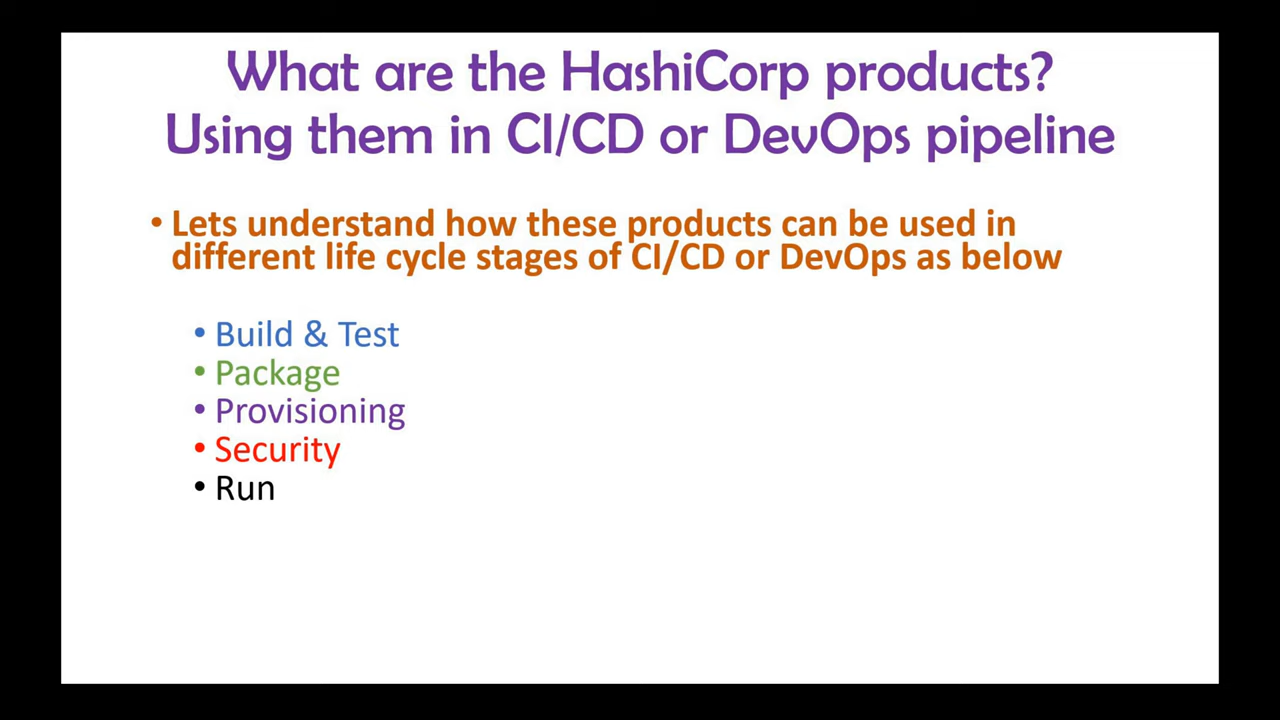 What are the HashiCorp products?
Using them in CI/CD or DevOps pipeline
• Lets understand how these products can be used in
different life cycle stages of CI/CD or DevOps as below
• Build & Test
• Package
• Provisioning
• Security
• Run